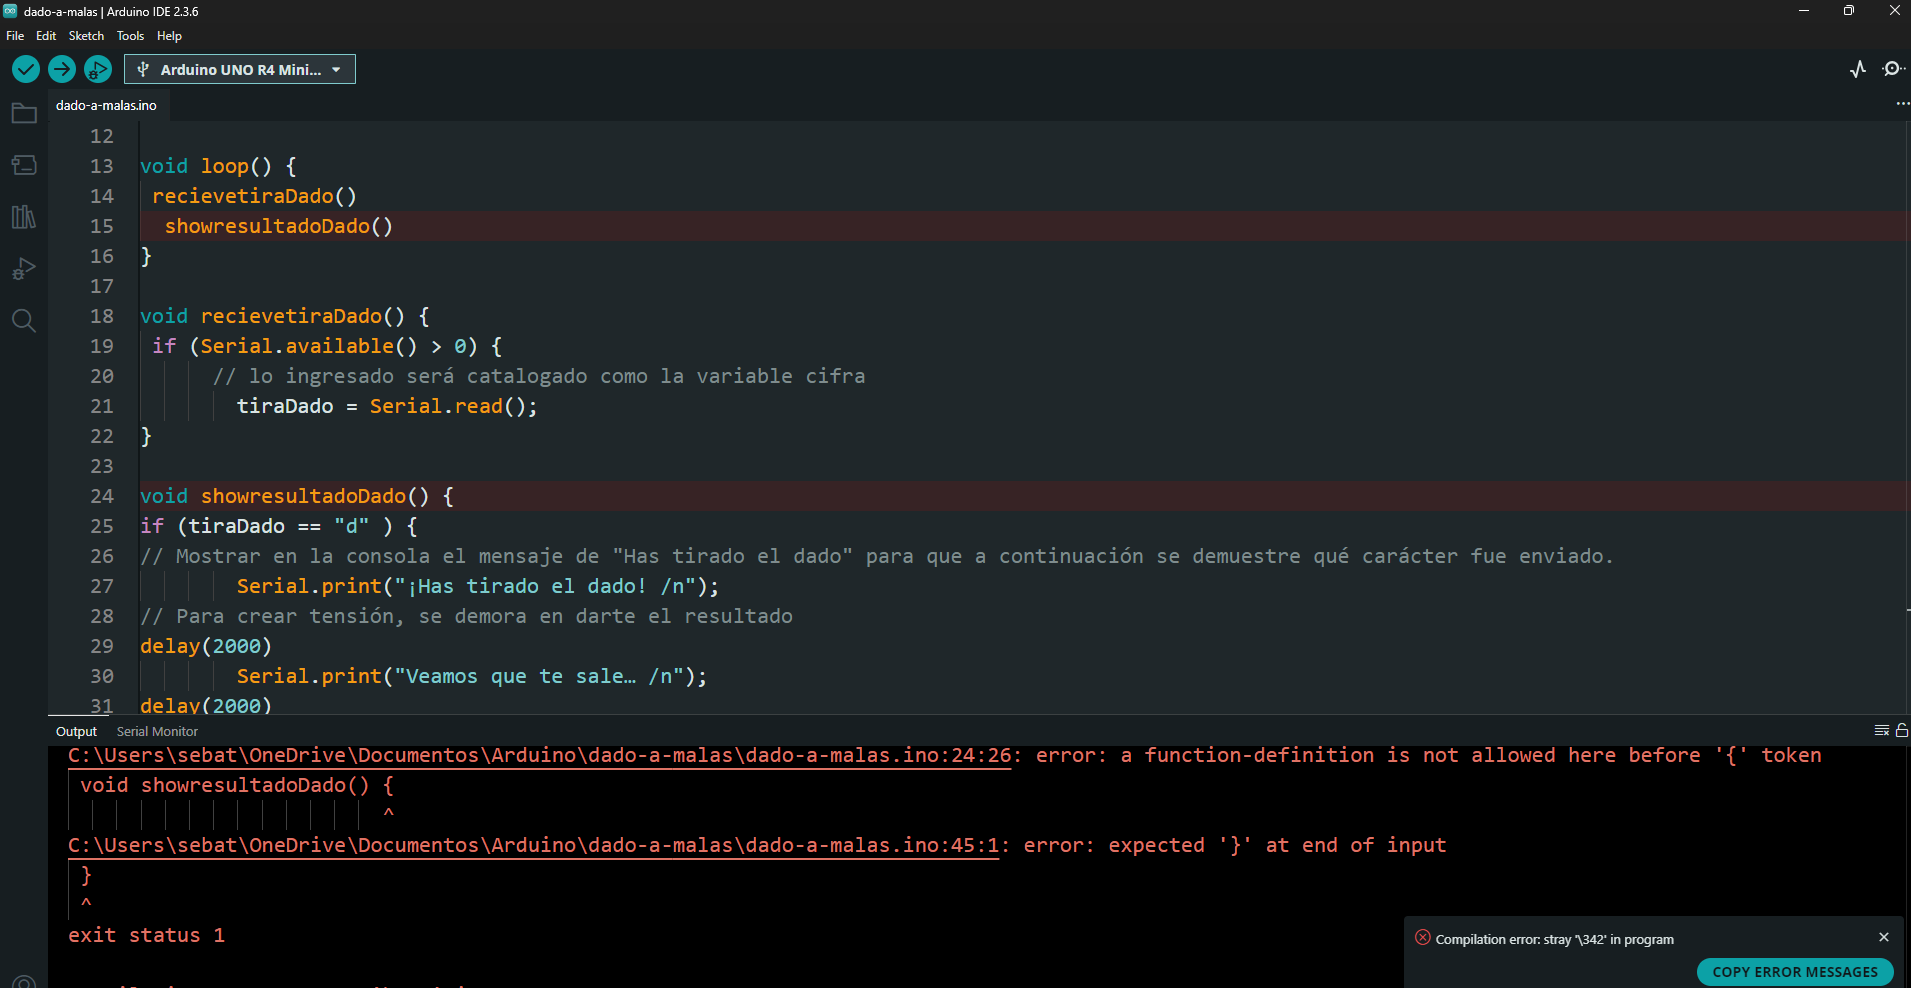 dado-a-malas | Arduino IDE 2.3.6
File Edit Sketch Tools Help
Arduino UNO R4 Mini...
dado-a-malas.ino
12
13 void loop() {
14 recievetiraDado()
15 showresultadoDado()
16 }
17
18 void recievetiraDado() {
19 if (Serial.available() > 0) {
20 // lo ingresado será catalogado como la variable cifra
21 tiraDado = Serial.read();
22 }
23
24 void showresultadoDado() {
25 if (tiraDado == "d" ) {
26 // Mostrar en la consola el mensaje de "Has tirado el dado" para que a continuación se demuestre qué carácter fue enviado.
27 Serial.print("¡Has tirado el dado! /n");
28 // Para crear tensión, se demora en darte el resultado
29 delay(2000)
30 Serial.print("Veamos que te sale… /n");
31 delay(2000)
Output Serial Monitor
C:\Users\sebat\OneDrive\Documentos\Arduino\dado-a-malas\dado-a-malas.ino:24:26: error: a function-definition is not allowed here before '{' token
void showresultadoDado() {
^
C:\Users\sebat\OneDrive\Documentos\Arduino\dado-a-malas\dado-a-malas.ino:45:1: error: expected '}' at end of input
}
^
exit status 1
Compilation error: stray '\342' in program
COPY ERROR MESSAGES